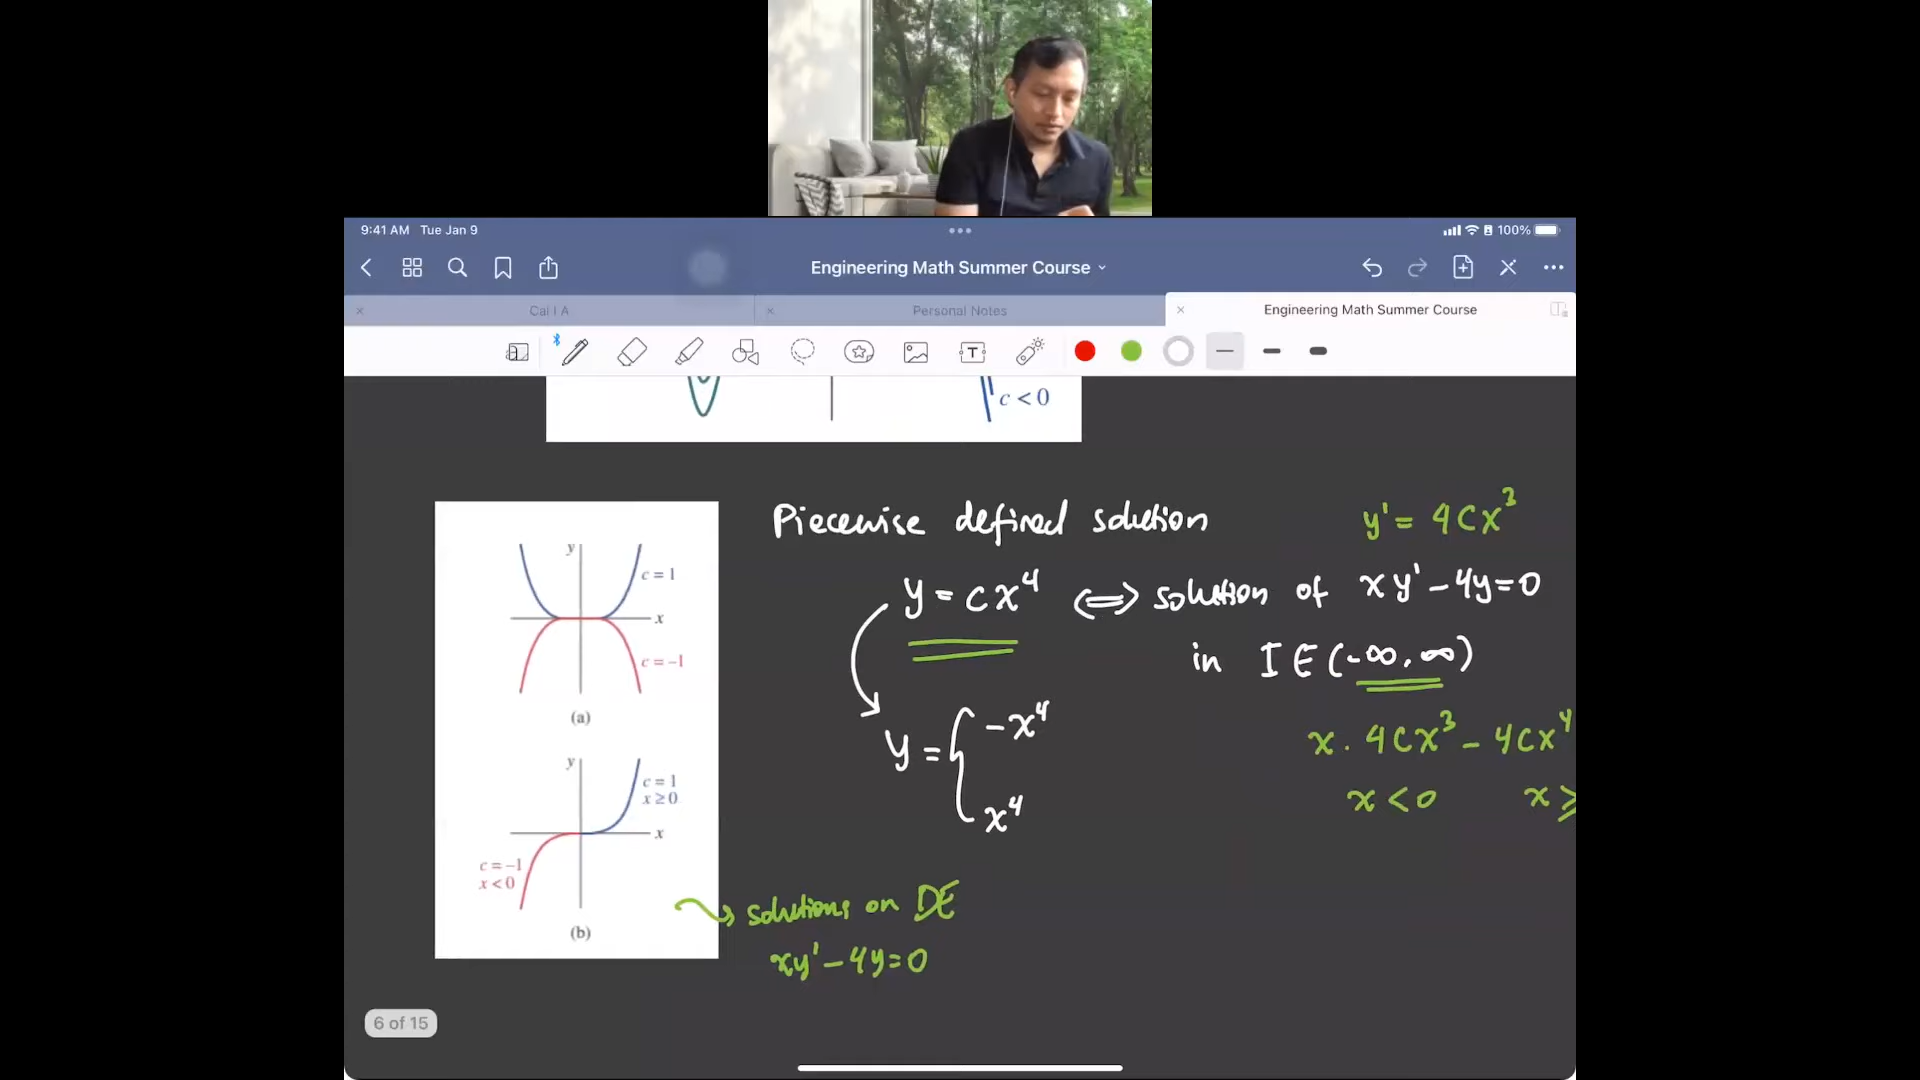 9:41 AM Tue Jan 9
100%
Engineering Math Summer Course
Cal I A
Personal Notes
Engineering Math Summer Course
T
c < 0
y
c = 1
x
c = −1
(a)
y
c = 1
x ≥ 0
x
c = −1
x < 0
(b)
Piecewise defined solution
y' = 4Cx³
y = cx⁴ ⟺ solution of xy' − 4y = 0
in I ∈ (-∞, ∞)
y = { −x⁴
x⁴
x · 4Cx³ − 4Cx⁴
x < 0 x ≥
solutions on DE
xy' − 4y = 0
6 of 15